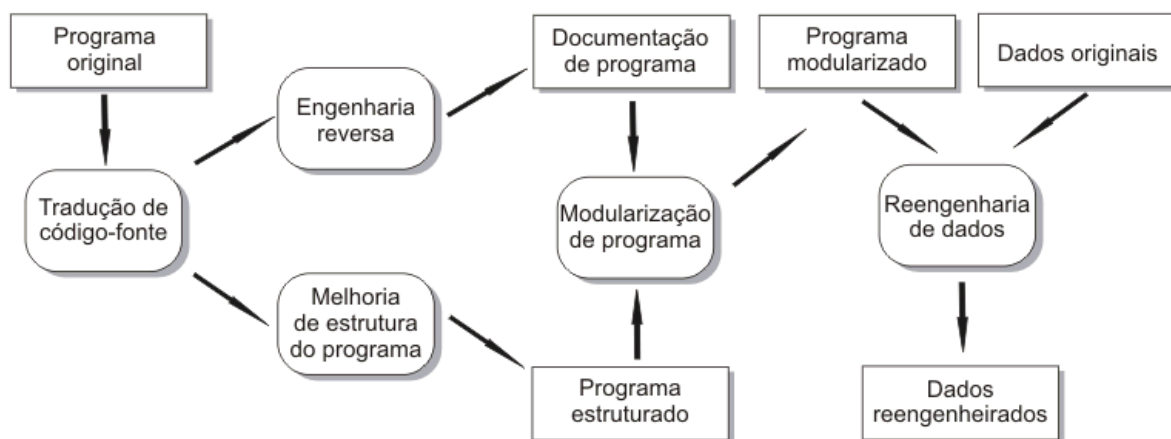 Programa
original
Documentação
de programa
Programa
modularizado
Dados originais
Engenharia
reversa
Tradução de
código-fonte
Modularização
de programa
Reengenharia
de dados
Melhoria
de estrutura
do programa
Programa
estruturado
Dados
reengenheirados